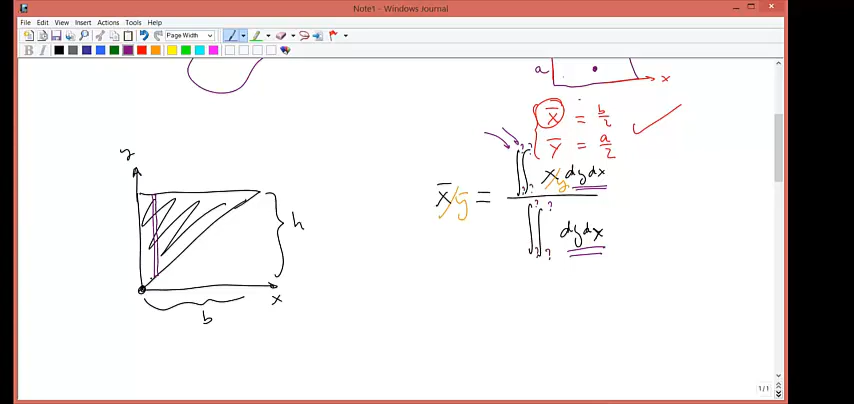 Note1 - Windows Journal
File Edit View Insert Actions Tools Help
Page Width
B I
a x
x̄ = b/2
ȳ = a/2
x̄/ȳ = ∫?? ∫?? x/y dy dx
∫?? ∫?? dy dx
y
h
x
b
1/1